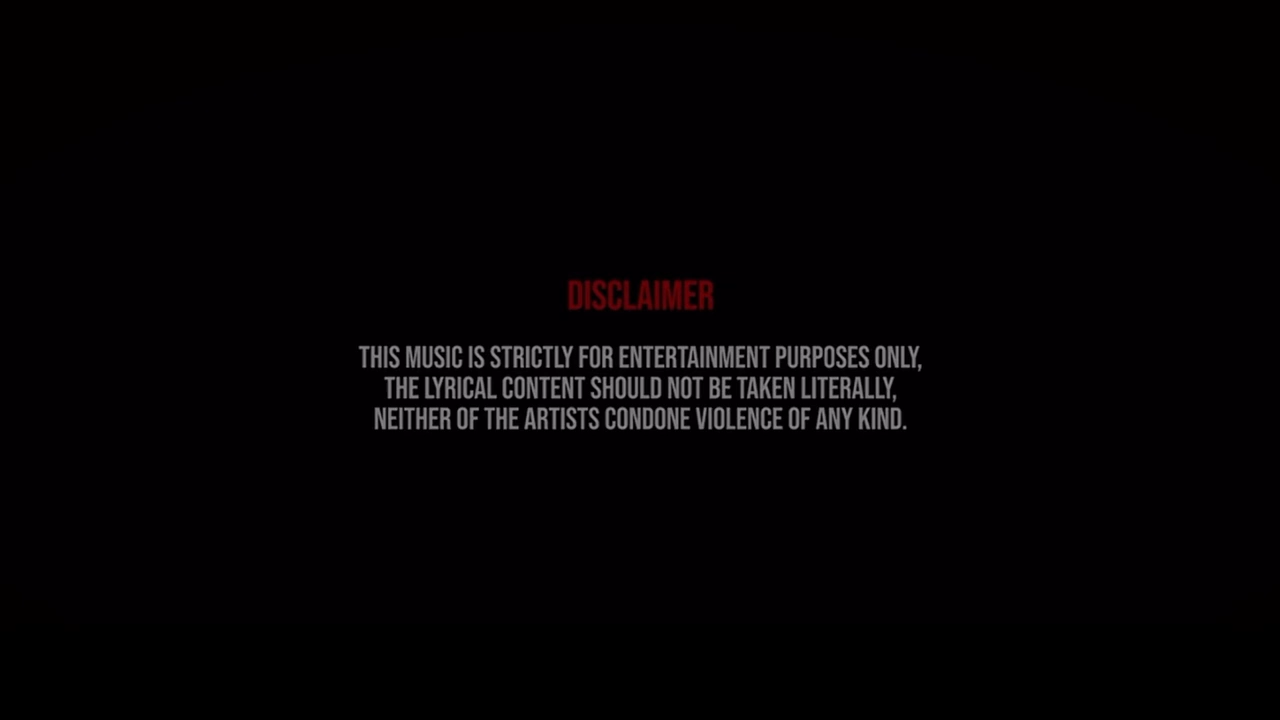 DISCLAIMER
THIS MUSIC IS STRICTLY FOR ENTERTAINMENT PURPOSES ONLY,
THE LYRICAL CONTENT SHOULD NOT BE TAKEN LITERALLY,
NEITHER OF THE ARTISTS CONDONE VIOLENCE OF ANY KIND.